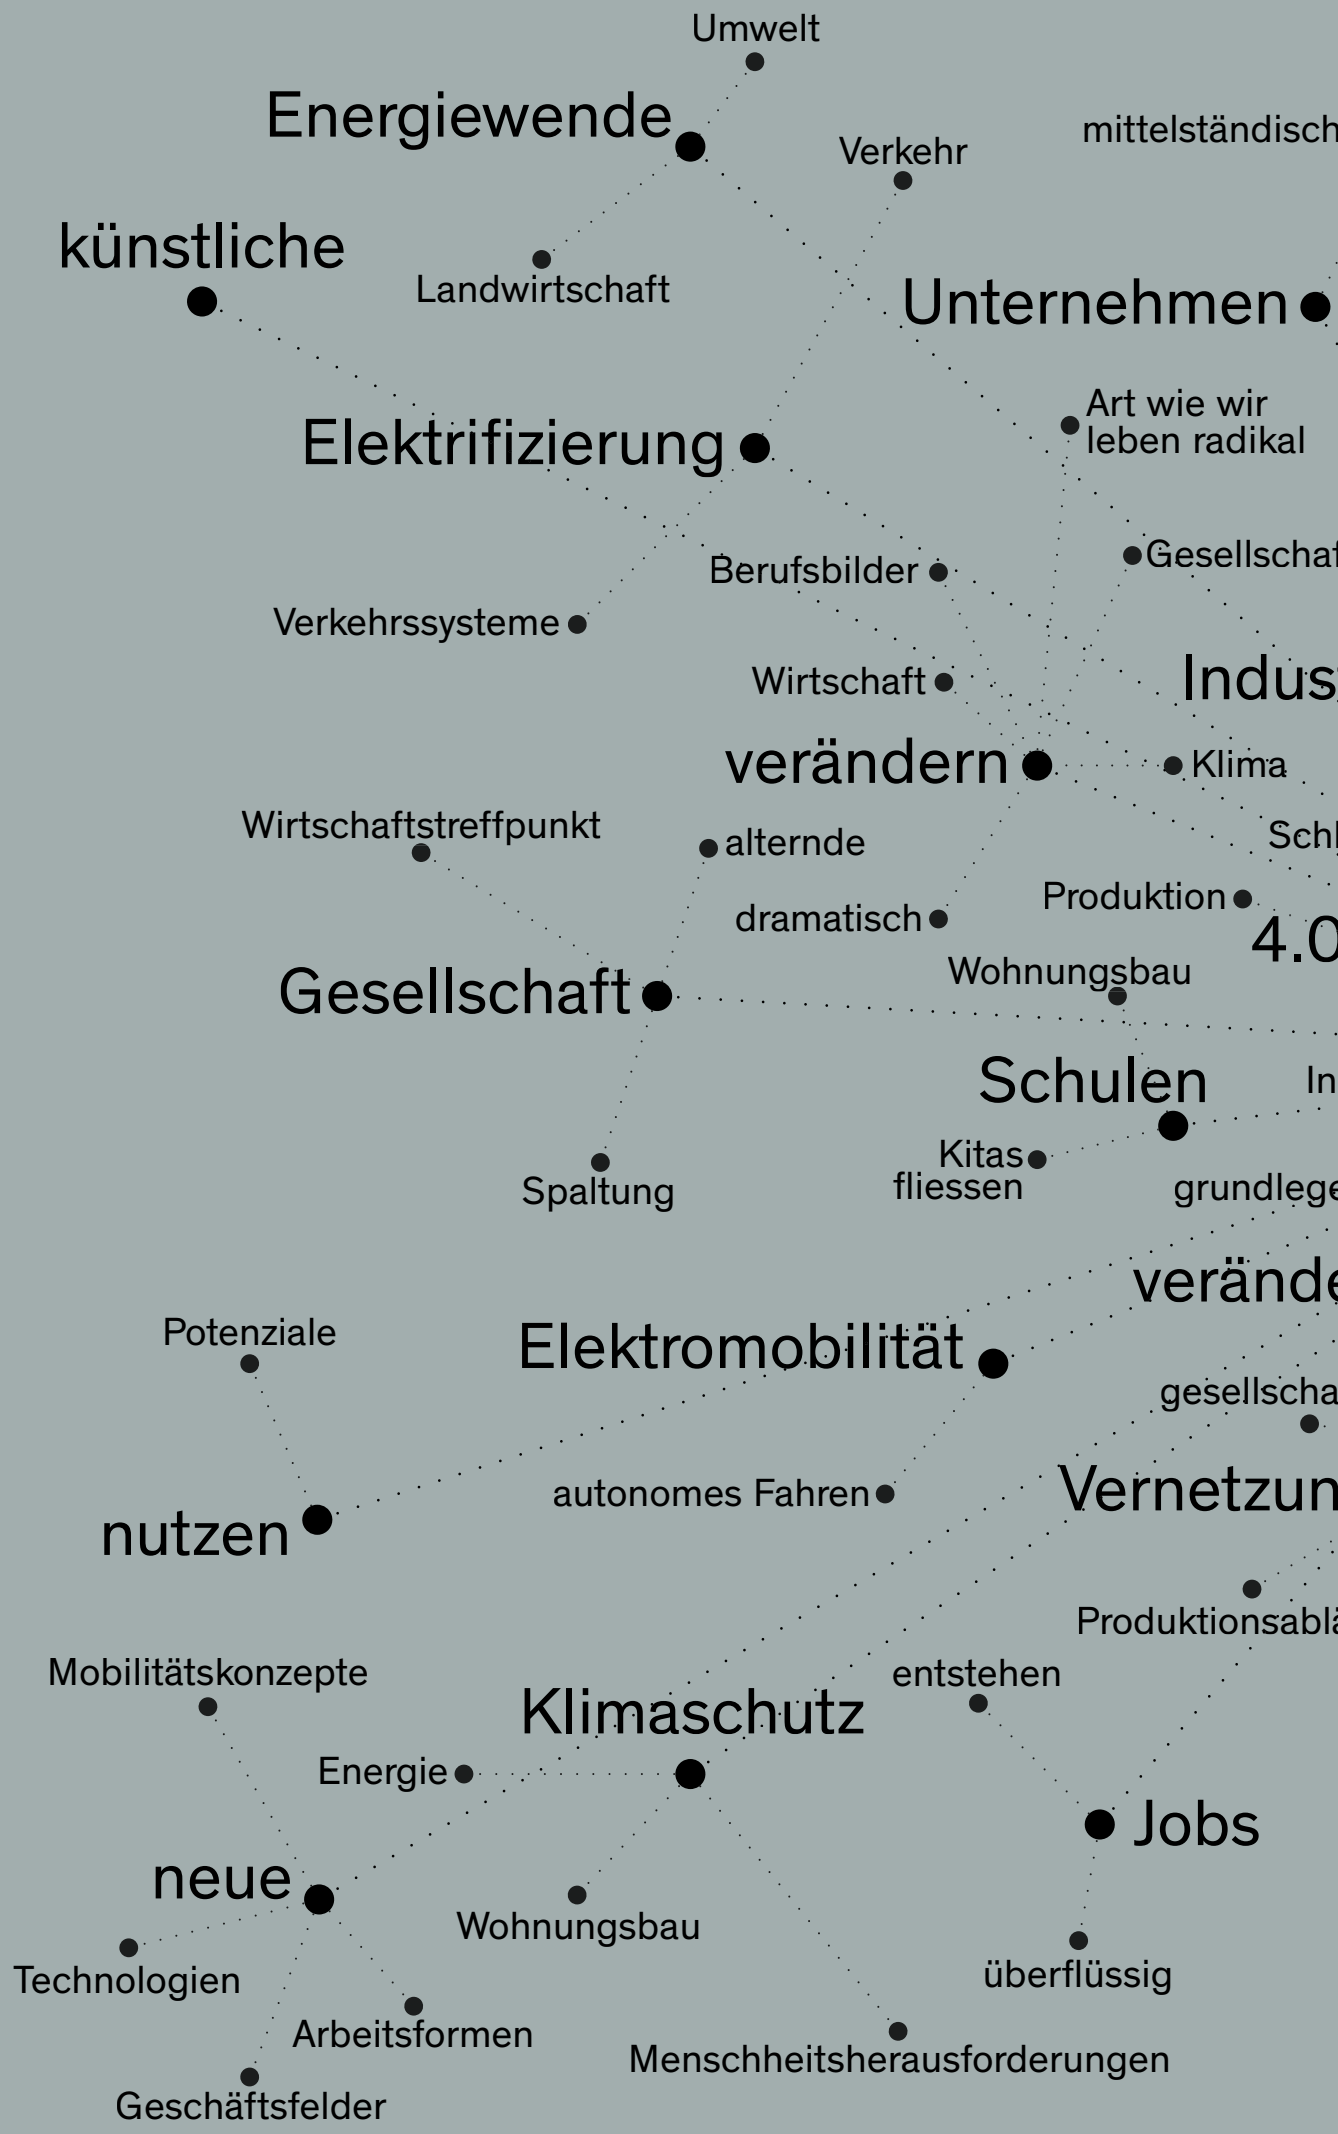 Umwelt
Energiewende
mittelständisch
Verkehr
künstliche
Landwirtschaft
Unternehmen
Art wie wir
leben radikal
Elektrifizierung
Gesellschaf
Berufsbilder
Verkehrssysteme
Wirtschaft
Indus
verändern
Klima
Wirtschaftstreffpunkt
alternde
Sch
Produktion
dramatisch
4.0
Wohnungsbau
Gesellschaft
Schulen
In
Kitas
fliessen
Spaltung
grundlege
verände
Potenziale
Elektromobilität
gesellscha
autonomes Fahren
Vernetzun
nutzen
Produktionsablä
Mobilitätskonzepte
entstehen
Klimaschutz
Energie
Jobs
neue
Wohnungsbau
Technologien
überflüssig
Arbeitsformen
Menschheitsherausforderungen
Geschäftsfelder